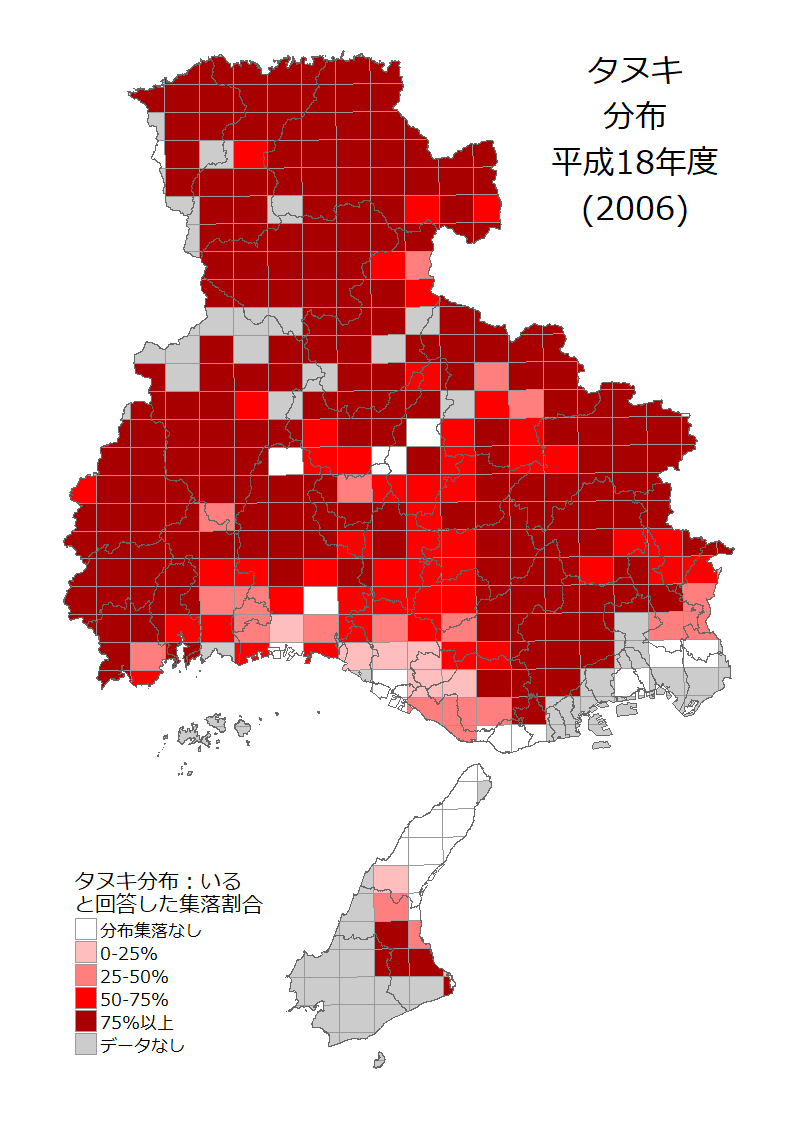 タヌキ
分布
平成18年度
(2006)
タヌキ分布：いる
と回答した集落割合
分布集落なし
0-25%
25-50%
50-75%
75%以上
データなし